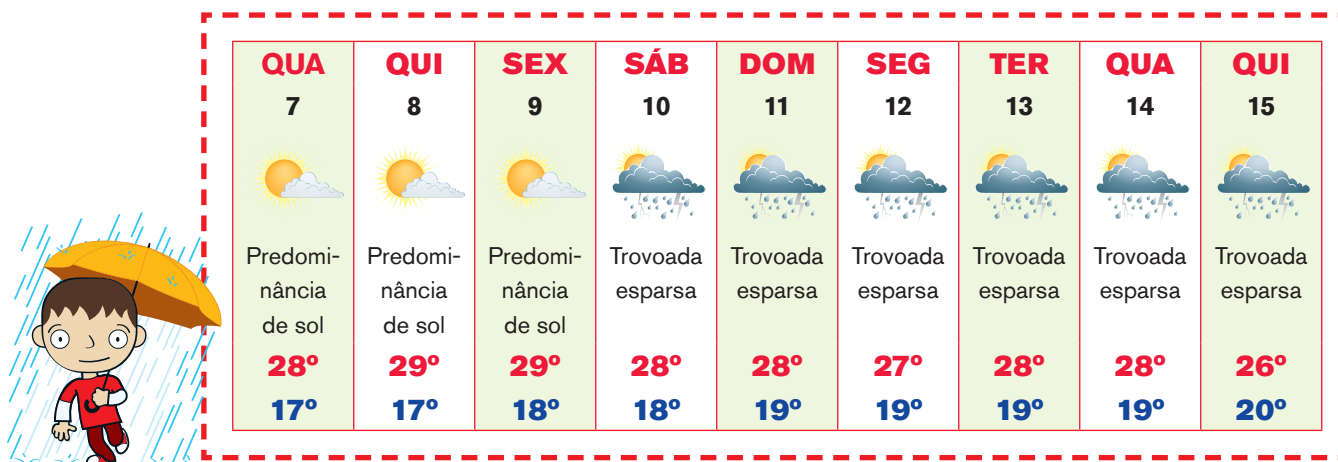 QUA QUI SEX SÁB DOM SEG TER QUA QUI
7 8 9 10 11 12 13 14 15
Predomi- Predomi- Predomi- Trovoada Trovoada Trovoada Trovoada Trovoada Trovoada
nância nância nância esparsa esparsa esparsa esparsa esparsa esparsa
de sol de sol de sol
28º 29º 29º 28º 28º 27º 28º 28º 26º
17º 17º 18º 18º 19º 19º 19º 19º 20º